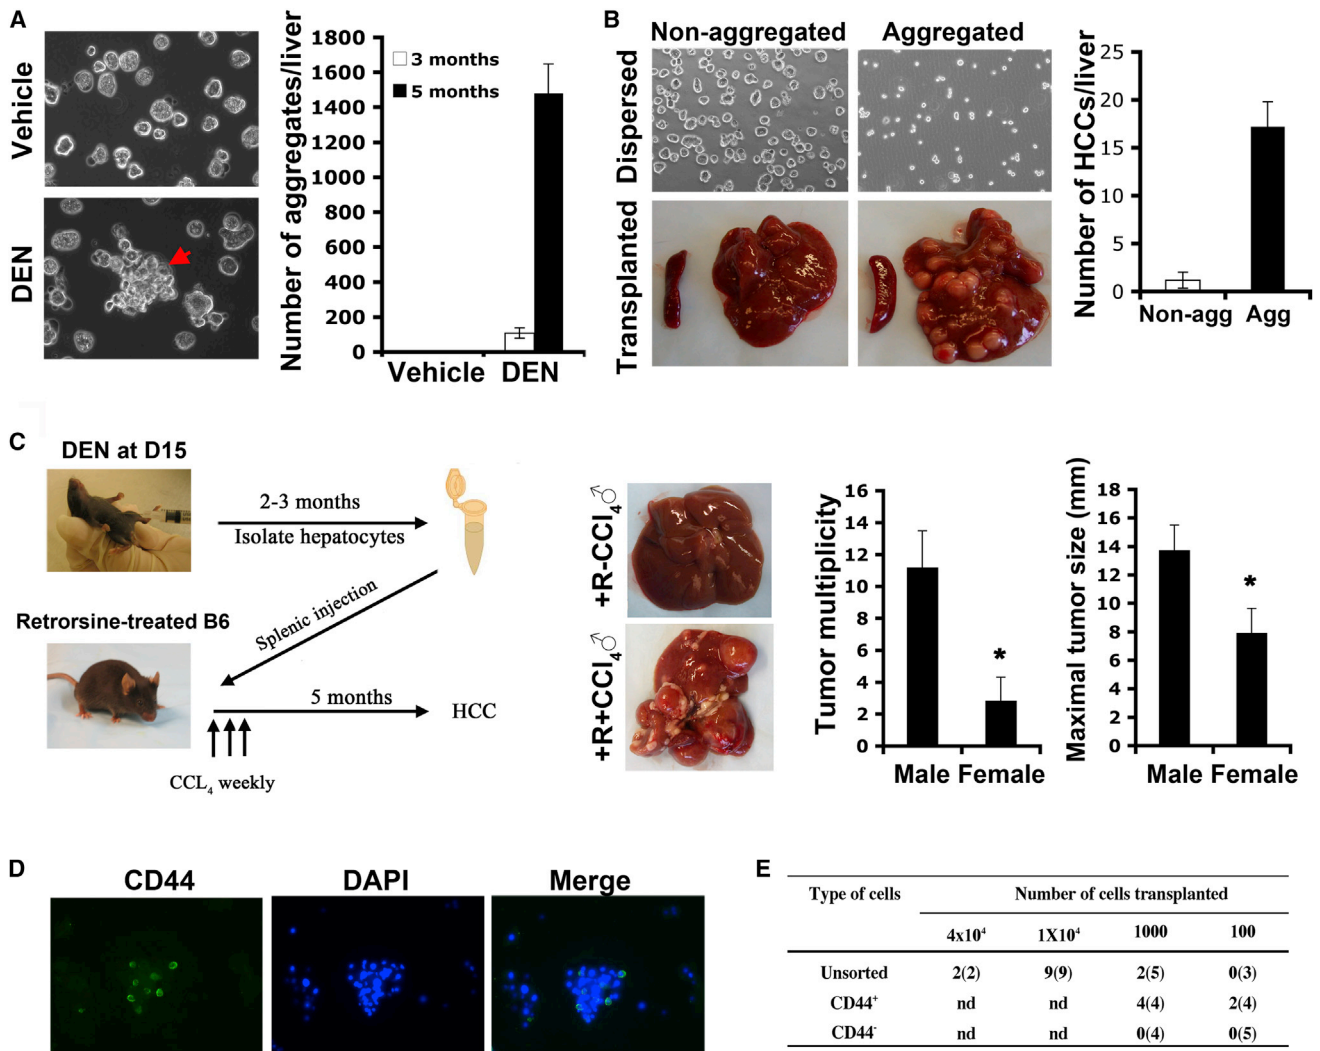 A
Vehicle
DEN
Number of aggregates/liver
1800
1600
1400
1200
1000
800
600
400
200
0
3 months
5 months
Vehicle DEN
B
Non-aggregated Aggregated
Dispersed
Transplanted
Number of HCCs/liver
25
20
15
10
5
0
Non-agg Agg
C
DEN at D15
2-3 months
Isolate hepatocytes
Splenic injection
Retrorsine-treated B6
5 months
HCC
CCL₄ weekly
+R-CCl₄♂
+R+CCl₄♂
Tumor multiplicity
16
14
12
10
8
6
4
2
0
*
Male Female
Maximal tumor size (mm)
18
16
14
12
10
8
6
4
2
0
*
Male Female
D
CD44 DAPI Merge
E
Type of cells Number of cells transplanted
4x10⁴ 1X10⁴ 1000 100
Unsorted 2(2) 9(9) 2(5) 0(3)
CD44⁺ nd nd 4(4) 2(4)
CD44⁻ nd nd 0(4) 0(5)